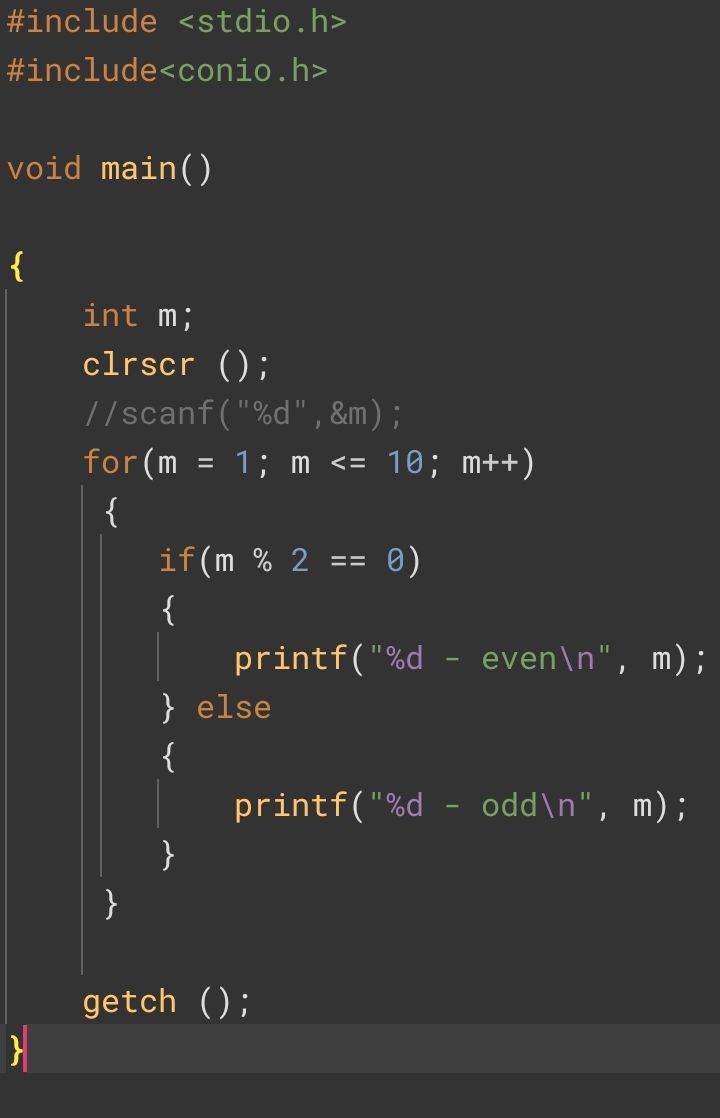 #include <stdio.h>
#include<conio.h>
void main()
{
int m;
clrscr ();
//scanf("%d",&m);
for(m = 1; m <= 10; m++)
{
if(m % 2 == 0)
{
printf("%d - even\n", m);
} else
{
printf("%d - odd\n", m);
}
}
getch ();
}